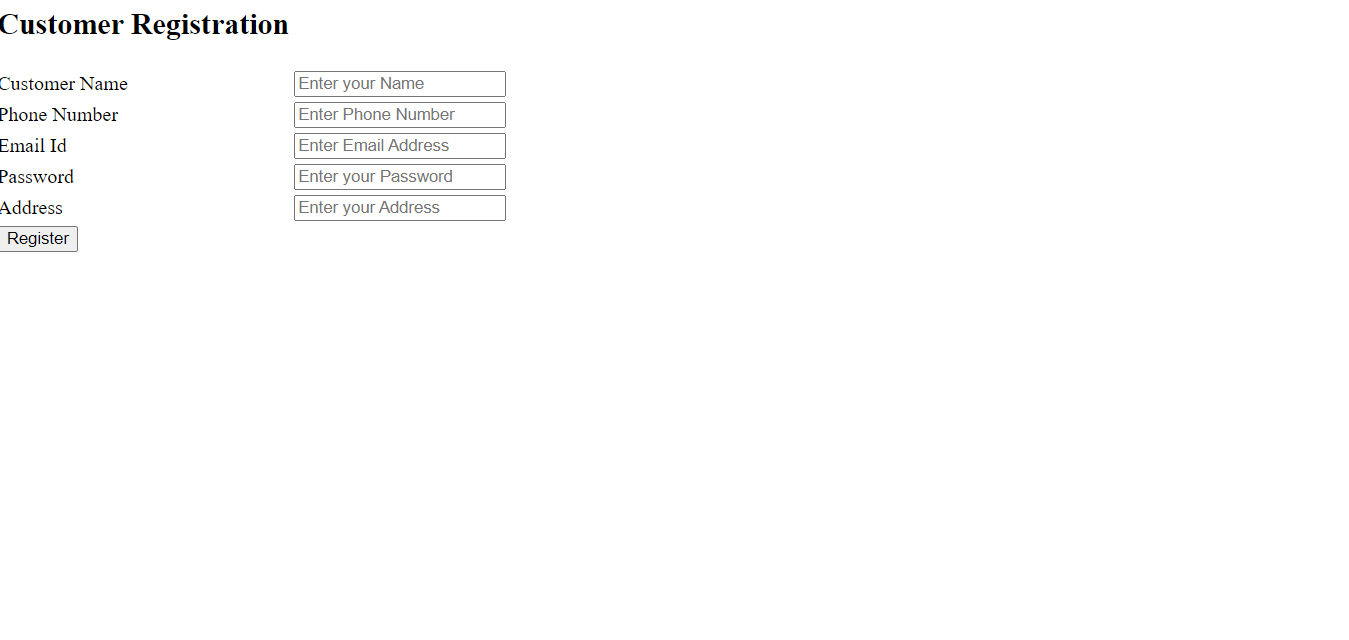 Customer Registration
Customer Name Enter your Name
Phone Number Enter Phone Number
Email Id Enter Email Address
Password Enter your Password
Address Enter your Address
Register